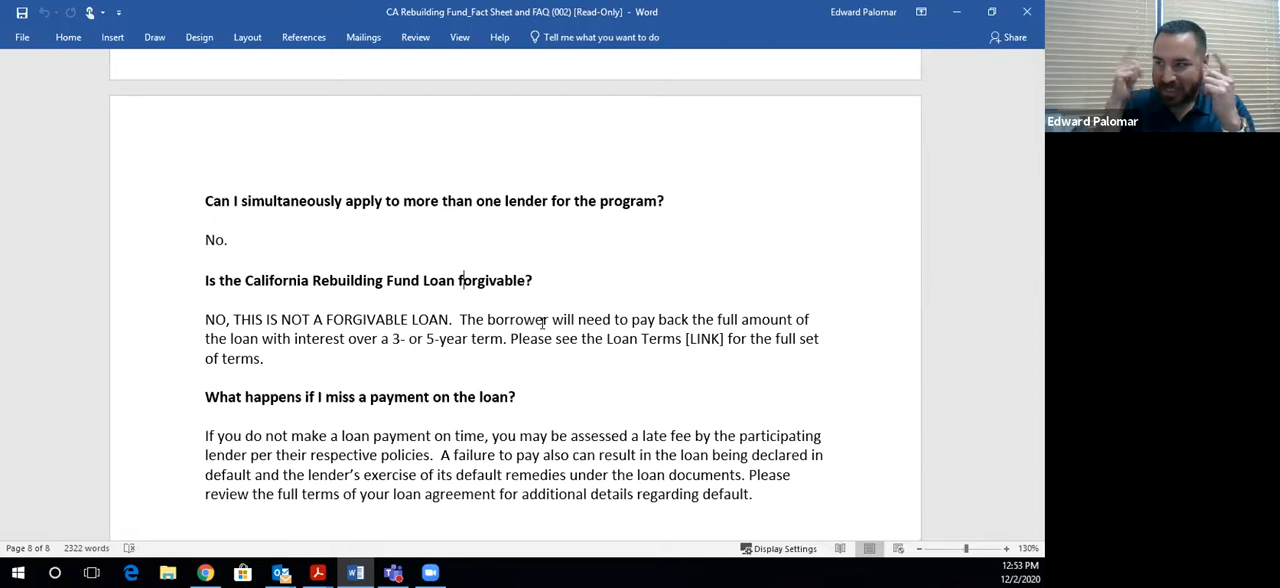 CA Rebuilding Fund_Fact Sheet and FAQ (002) [Read-Only] - Word
Edward Palomar
File Home Insert Draw Design Layout References Mailings Review View Help Tell me what you want to do
Share
Edward Palomar
Can I simultaneously apply to more than one lender for the program?
No.
Is the California Rebuilding Fund Loan forgivable?
NO, THIS IS NOT A FORGIVABLE LOAN. The borrower will need to pay back the full amount of
the loan with interest over a 3- or 5-year term. Please see the Loan Terms [LINK] for the full set
of terms.
What happens if I miss a payment on the loan?
If you do not make a loan payment on time, you may be assessed a late fee by the participating
lender per their respective policies. A failure to pay also can result in the loan being declared in
default and the lender's exercise of its default remedies under the loan documents. Please
review the full terms of your loan agreement for additional details regarding default.
Page 8 of 8 2322 words
Display Settings
130%
12:53 PM
12/2/2020